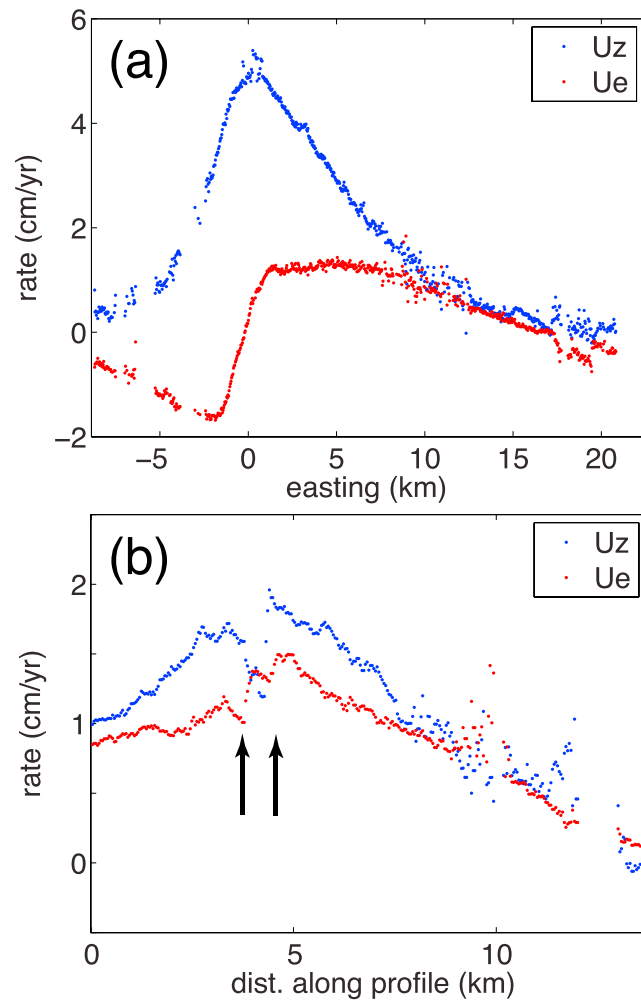 (a)
Uz
Ue
6
4
2
0
−2
rate (cm/yr)
−5
0
5
10
15
20
easting (km)
(b)
Uz
Ue
2
1
0
rate (cm/yr)
0
5
10
dist. along profile (km)